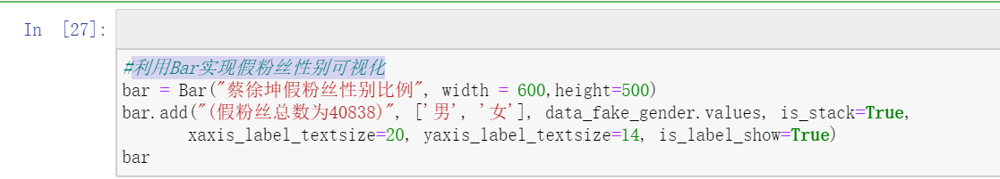 In [27]:
#利用Bar实现假粉丝性别可视化
bar = Bar("蔡徐坤假粉丝性别比例", width = 600,height=500)
bar.add("(假粉丝总数为40838)", ['男', '女'], data_fake_gender.values, is_stack=True,
xaxis_label_textsize=20, yaxis_label_textsize=14, is_label_show=True)
bar